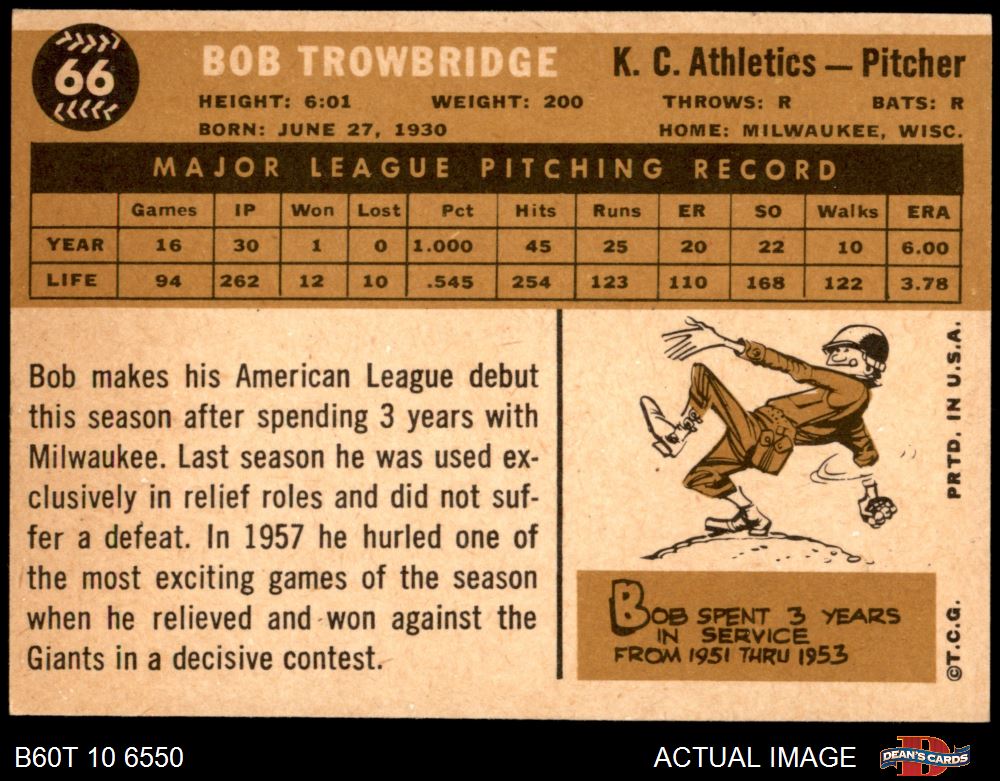 66
BOB TROWBRIDGE
K. C. Athletics — Pitcher
HEIGHT: 6:01 WEIGHT: 200 THROWS: R BATS: R
BORN: JUNE 27, 1930 HOME: MILWAUKEE, WISC.
MAJOR LEAGUE PITCHING RECORD
Games IP Won Lost Pct Hits Runs ER SO Walks ERA
YEAR 16 30 1 0 1.000 45 25 20 22 10 6.00
LIFE 94 262 12 10 .545 254 123 110 168 122 3.78
Bob makes his American League debut
this season after spending 3 years with
Milwaukee. Last season he was used ex-
clusively in relief roles and did not suf-
fer a defeat. In 1957 he hurled one of
the most exciting games of the season
when he relieved and won against the
Giants in a decisive contest.
BOB SPENT 3 YEARS
IN SERVICE
FROM 1951 THRU 1953
©T.C.G. PRTD. IN U.S.A.
B60T 10 6550
ACTUAL IMAGE
DEAN'S CARDS